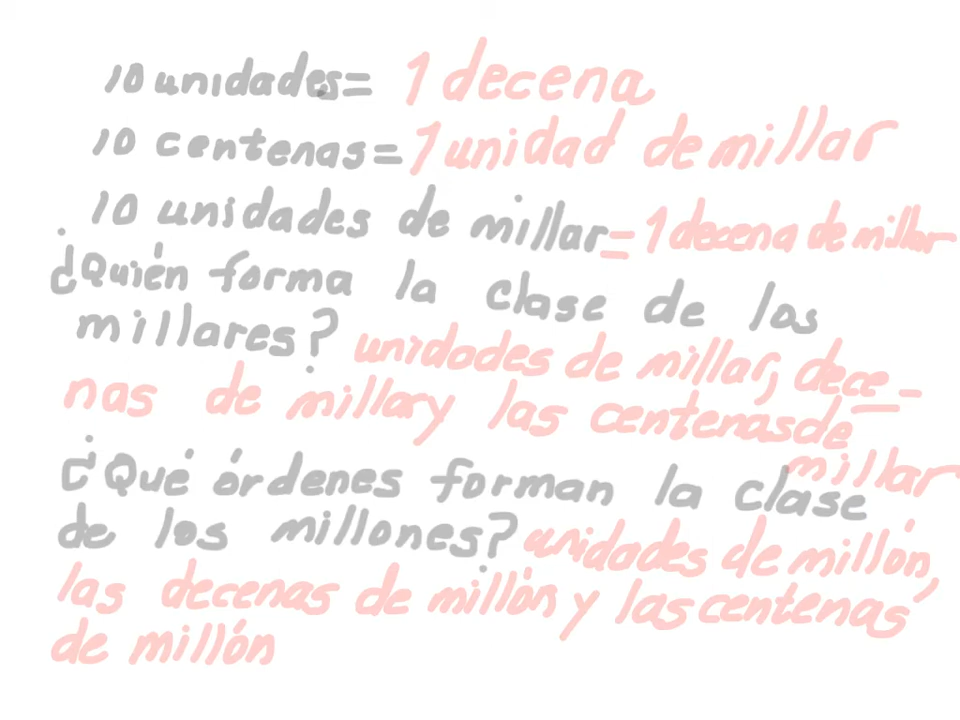 10 unidades= 1 decena
10 centenas=1 unidad de millar
10 unidades de millar=1 decena de millar
¿Quién forma la clase de los
millares? unidades de millar, dece-
nas de millar y las centenas de
millar
¿Qué órdenes forman la clase
de los millones? unidades de millón,
las decenas de millón y las centenas
de millón